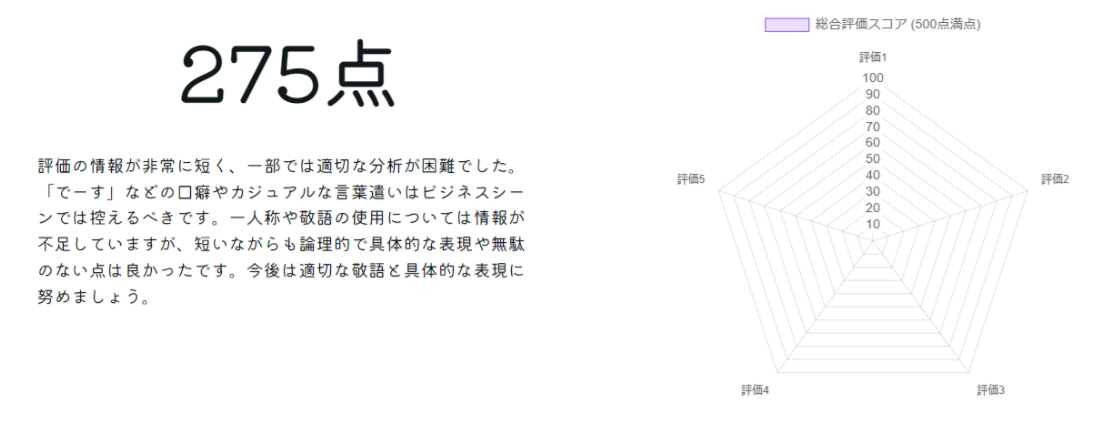 275点
評価の情報が非常に短く、一部では適切な分析が困難でした。
「でーす」などの口癖やカジュアルな言葉遣いはビジネスシー
ンでは控えるべきです。一人称や敬語の使用については情報が
不足していますが、短いながらも論理的で具体的な表現や無駄
のない点は良かったです。今後は適切な敬語と具体的な表現に
努めましょう。
総合評価スコア (500点満点)
評価1
100
90
80
70
60
50
40
30
20
10
評価5
評価2
評価4
評価3